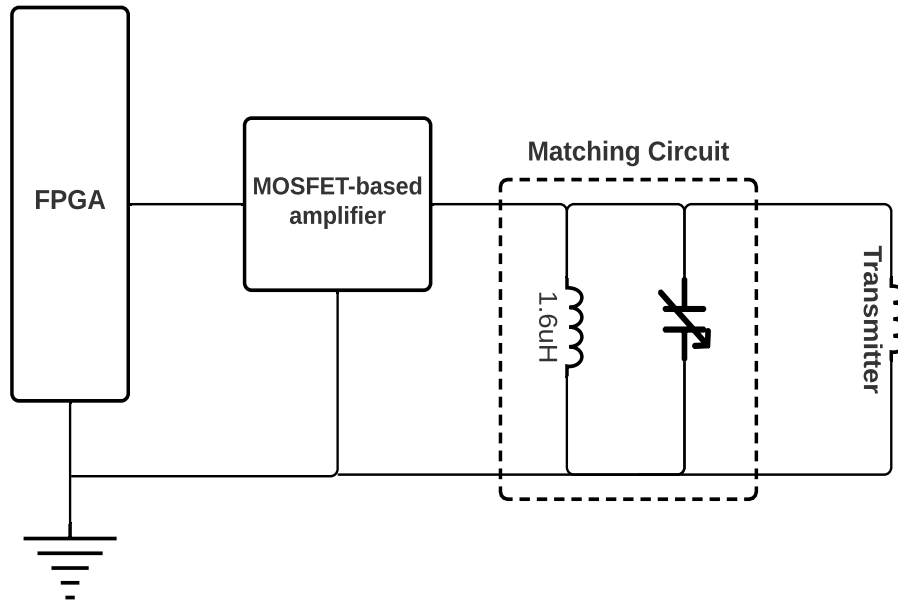 Matching Circuit
FPGA
MOSFET-based
amplifier
1.6uH
Transmitter